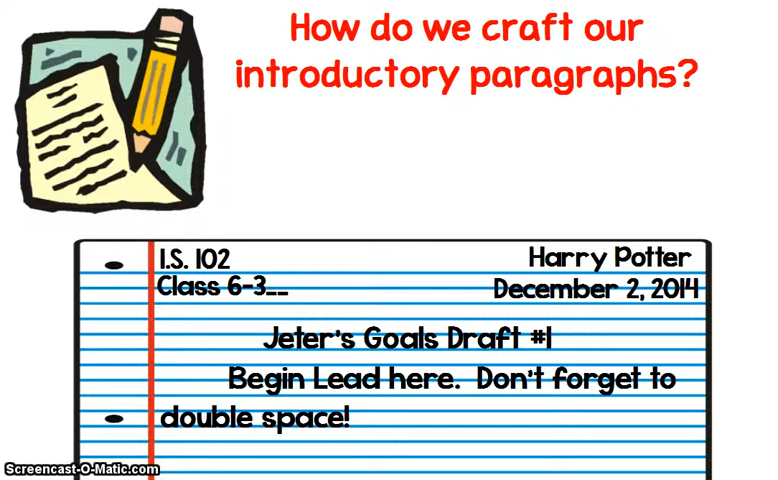 How do we craft our
introductory paragraphs?
I.S. 102
Harry Potter
Class 6-3__
December 2, 2014
Jeter's Goals Draft #1
Begin Lead here. Don't forget to
double space!
Screencast-O-Matic.com